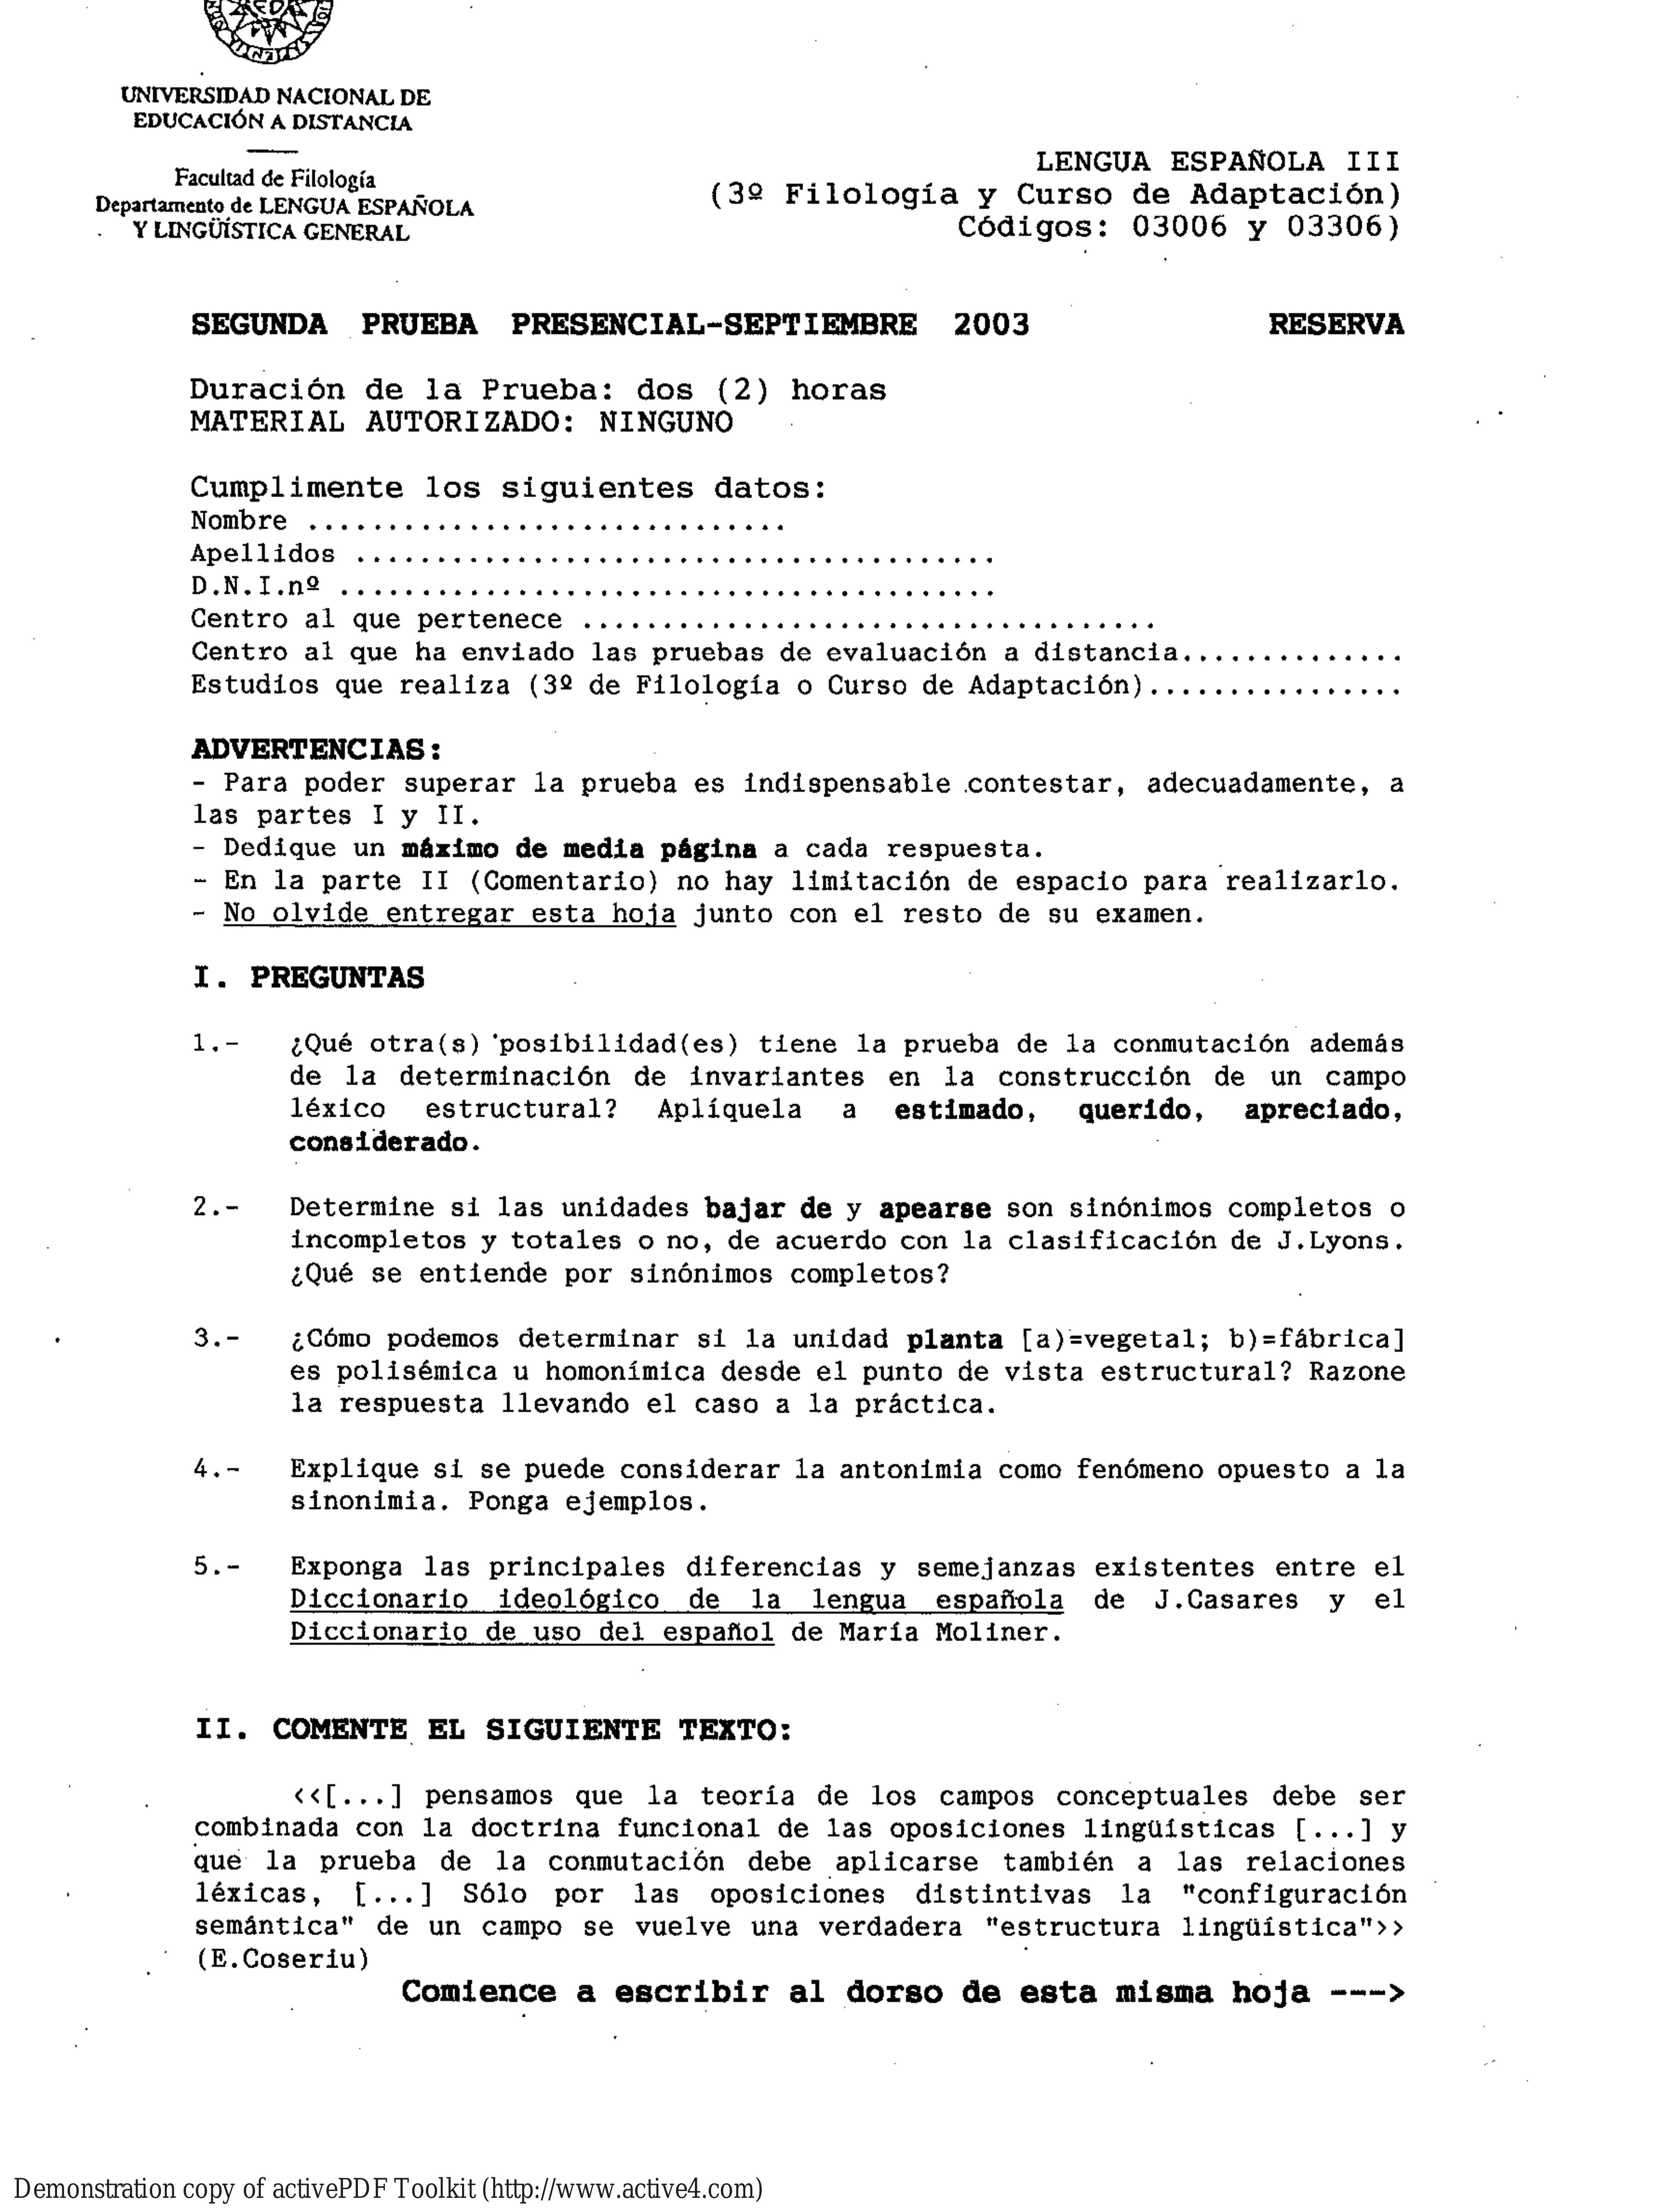 UNIVERSIDAD NACIONAL DE
EDUCACIÓN A DISTANCIA
Facultad de Filología
Departamento de LENGUA ESPAÑOLA
Y LINGÜÍSTICA GENERAL
LENGUA ESPAÑOLA III
(3º Filología y Curso de Adaptación)
Códigos: 03006 y 03306)
SEGUNDA PRUEBA PRESENCIAL-SEPTIEMBRE 2003 RESERVA
Duración de la Prueba: dos (2) horas
MATERIAL AUTORIZADO: NINGUNO
Cumplimente los siguientes datos:
Nombre ..............................
Apellidos ........................................
D.N.I.nº .........................................
Centro al que pertenece ....................................
Centro al que ha enviado las pruebas de evaluación a distancia..............
Estudios que realiza (3º de Filología o Curso de Adaptación)................
ADVERTENCIAS:
- Para poder superar la prueba es indispensable contestar, adecuadamente, a
las partes I y II.
- Dedique un máximo de media página a cada respuesta.
- En la parte II (Comentario) no hay limitación de espacio para realizarlo.
- No olvide entregar esta hoja junto con el resto de su examen.
I. PREGUNTAS
1.- ¿Qué otra(s) posibilidad(es) tiene la prueba de la conmutación además
de la determinación de invariantes en la construcción de un campo
léxico estructural? Aplíquela a estimado, querido, apreciado,
considerado.
2.- Determine si las unidades bajar de y apearse son sinónimos completos o
incompletos y totales o no, de acuerdo con la clasificación de J.Lyons.
¿Qué se entiende por sinónimos completos?
3.- ¿Cómo podemos determinar si la unidad planta [a)=vegetal; b)=fábrica]
es polisémica u homonímica desde el punto de vista estructural? Razone
la respuesta llevando el caso a la práctica.
4.- Explique si se puede considerar la antonimia como fenómeno opuesto a la
sinonimia. Ponga ejemplos.
5.- Exponga las principales diferencias y semejanzas existentes entre el
Diccionario ideológico de la lengua española de J.Casares y el
Diccionario de uso del español de María Moliner.
II. COMENTE EL SIGUIENTE TEXTO:
<<[...] pensamos que la teoría de los campos conceptuales debe ser
combinada con la doctrina funcional de las oposiciones lingüísticas [...] y
que la prueba de la conmutación debe aplicarse también a las relaciones
léxicas, [...] Sólo por las oposiciones distintivas la "configuración
semántica" de un campo se vuelve una verdadera "estructura lingüística">>
(E.Coseriu)
Comience a escribir al dorso de esta misma hoja --->
Demonstration copy of activePDF Toolkit (http://www.active4.com)